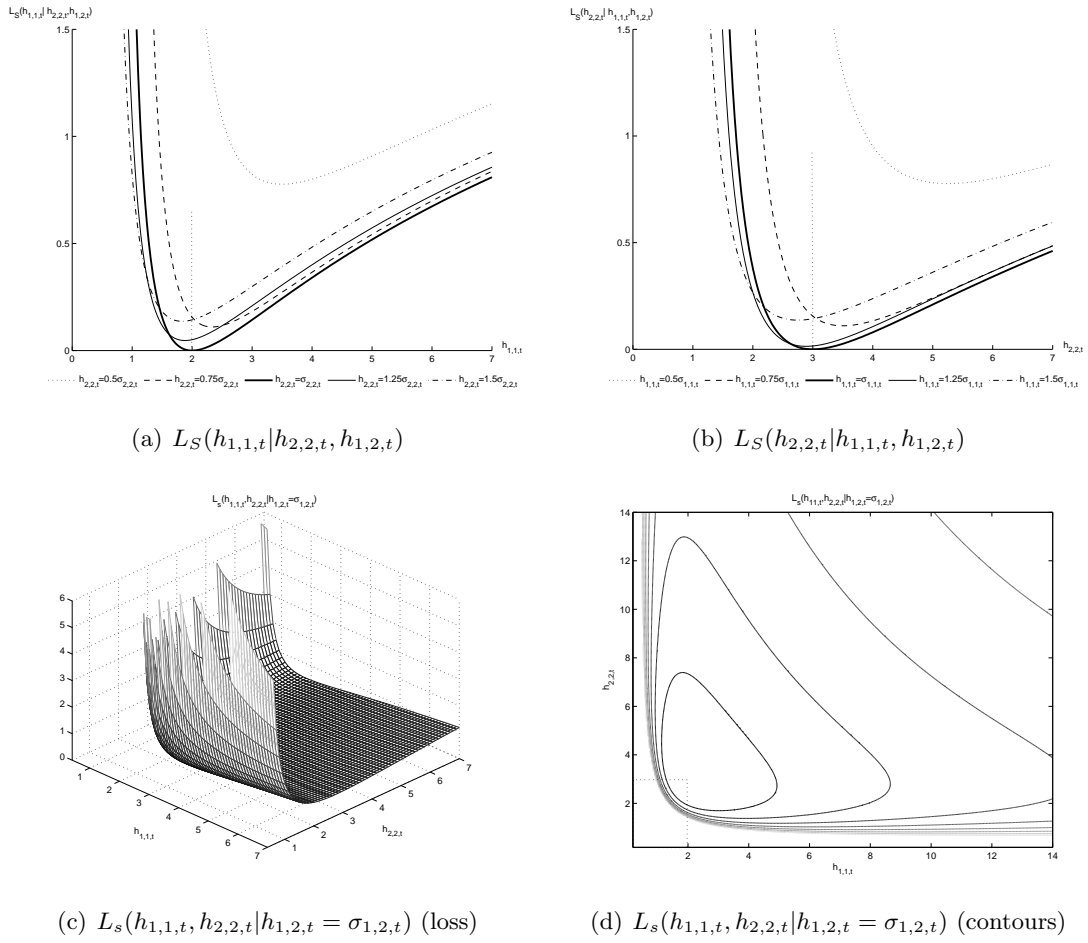 L_S(h_{1,1,t}| h_{2,2,t},h_{1,2,t})
1.5
1
0.5
0
0 1 2 3 4 5 6 7
h_{1,1,t}
h_{2,2,t}=0.5σ_{2,2,t} h_{2,2,t}=0.75σ_{2,2,t} h_{2,2,t}=σ_{2,2,t} h_{2,2,t}=1.25σ_{2,2,t} h_{2,2,t}=1.5σ_{2,2,t}
(a) L_S(h_{1,1,t}|h_{2,2,t}, h_{1,2,t})
L_S(h_{2,2,t}| h_{1,1,t},h_{1,2,t})
1.5
1
0.5
0
0 1 2 3 4 5 6 7
h_{2,2,t}
h_{1,1,t}=0.5σ_{1,1,t} h_{1,1,t}=0.75σ_{1,1,t} h_{1,1,t}=σ_{1,1,t} h_{1,1,t}=1.25σ_{1,1,t} h_{1,1,t}=1.5σ_{1,1,t}
(b) L_S(h_{2,2,t}|h_{1,1,t}, h_{1,2,t})
L_s(h_{1,1,t},h_{2,2,t}|h_{1,2,t}=σ_{1,2,t})
6
5
4
3
2
1
0
1 2 3 4 5 6 7
h_{1,1,t}
1 2 3 4 5 6 7
h_{2,2,t}
(c) L_s(h_{1,1,t}, h_{2,2,t}|h_{1,2,t} = σ_{1,2,t}) (loss)
L_s(h_{11,t},h_{2,2,t}|h_{1,2,t}=σ_{1,2,t})
14
12
10
8
6
4
2
h_{2,2,t}
2 4 6 8 10 12 14
h_{1,1,t}
(d) L_s(h_{1,1,t}, h_{2,2,t}|h_{1,2,t} = σ_{1,2,t}) (contours)